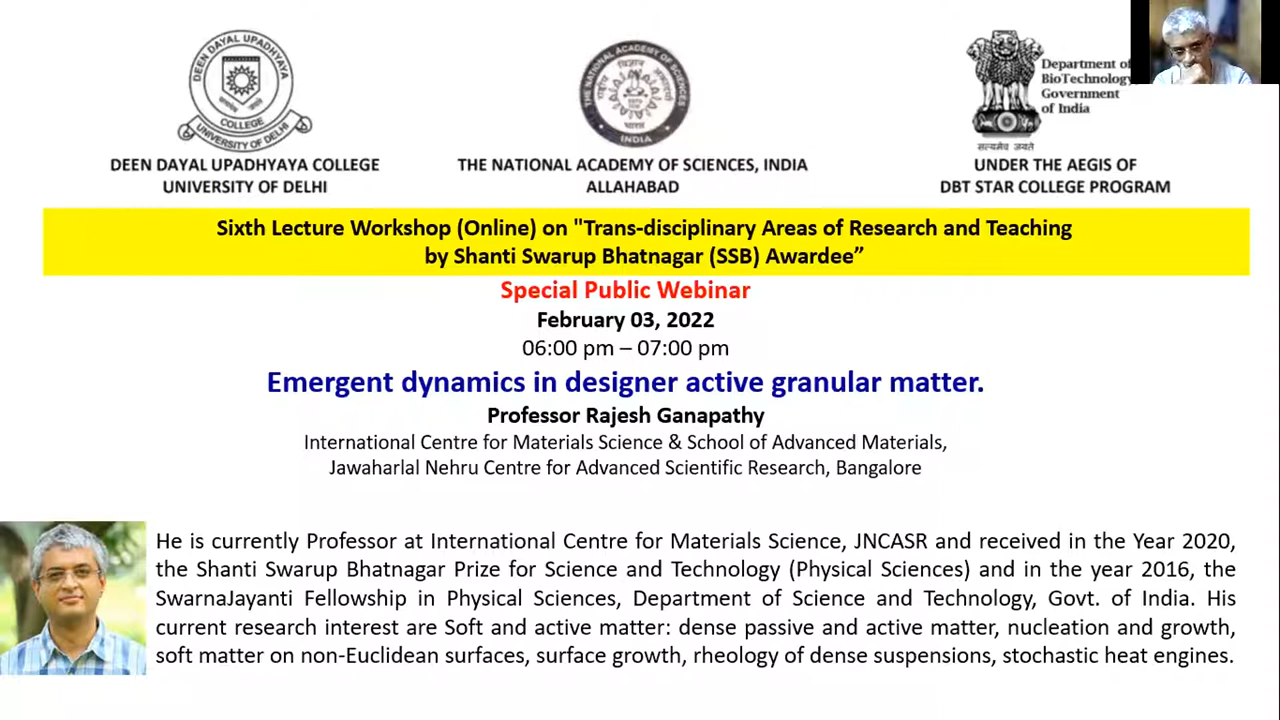 DEEN DAYAL UPADHYAYA
COLLEGE
UNIVERSITY OF DELHI
DEEN DAYAL UPADHYAYA COLLEGE
UNIVERSITY OF DELHI
THE NATIONAL ACADEMY OF SCIENCES
INDIA
THE NATIONAL ACADEMY OF SCIENCES, INDIA
ALLAHABAD
Department of
BioTechnology
Government
of India
सत्यमेव जयते
UNDER THE AEGIS OF
DBT STAR COLLEGE PROGRAM
Sixth Lecture Workshop (Online) on "Trans-disciplinary Areas of Research and Teaching
by Shanti Swarup Bhatnagar (SSB) Awardee”
Special Public Webinar
February 03, 2022
06:00 pm – 07:00 pm
Emergent dynamics in designer active granular matter.
Professor Rajesh Ganapathy
International Centre for Materials Science & School of Advanced Materials,
Jawaharlal Nehru Centre for Advanced Scientific Research, Bangalore
He is currently Professor at International Centre for Materials Science, JNCASR and received in the Year 2020,
the Shanti Swarup Bhatnagar Prize for Science and Technology (Physical Sciences) and in the year 2016, the
SwarnaJayanti Fellowship in Physical Sciences, Department of Science and Technology, Govt. of India. His
current research interest are Soft and active matter: dense passive and active matter, nucleation and growth,
soft matter on non-Euclidean surfaces, surface growth, rheology of dense suspensions, stochastic heat engines.